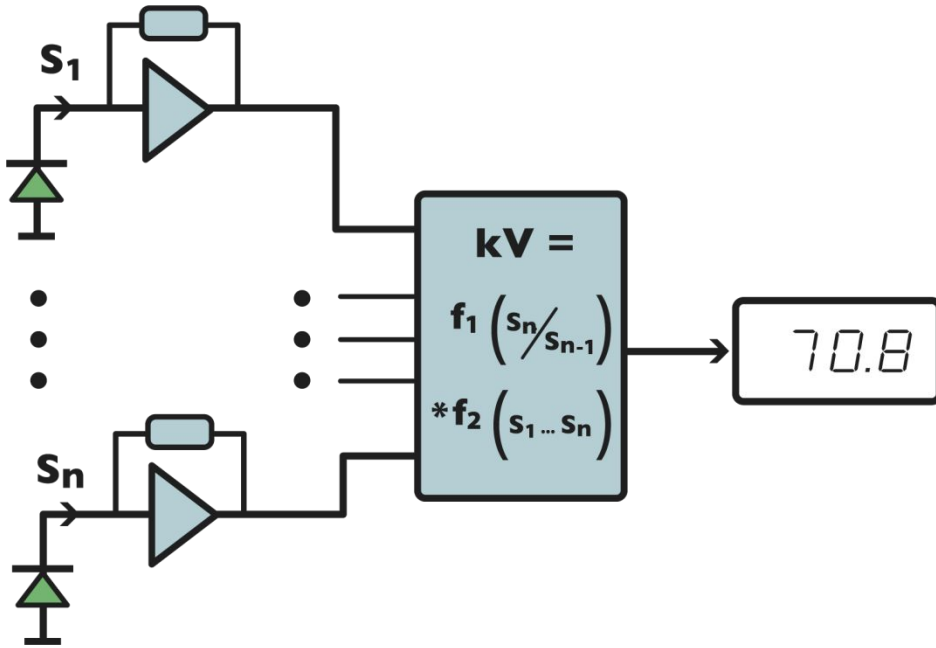 S1
kV =
f1 (Sn/Sn-1)
70.8
*f2 (S1 ... Sn)
Sn